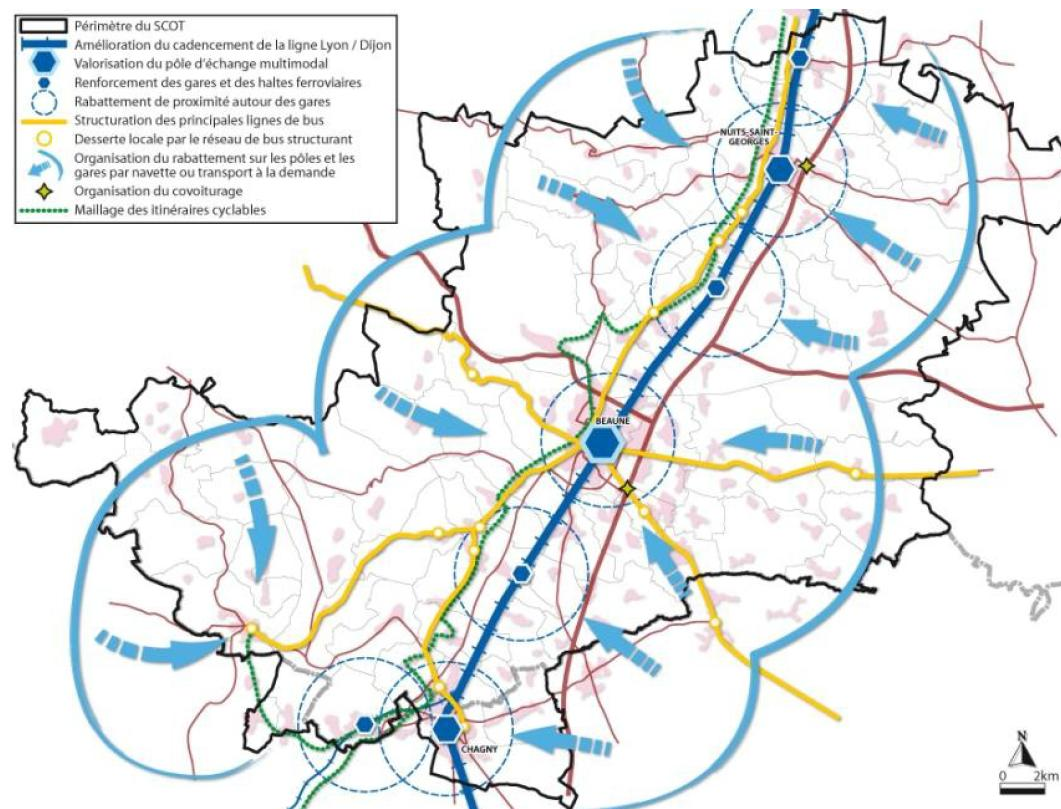 Périmètre du SCOT
Amélioration du cadencement de la ligne Lyon / Dijon
Valorisation du pôle d'échange multimodal
Renforcement des gares et des haltes ferroviaires
Rabattement de proximité autour des gares
Structuration des principales lignes de bus
Desserte locale par le réseau de bus structurant
Organisation du rabattement sur les pôles et les
gares par navette ou transport à la demande
Organisation du covoiturage
Maillage des itinéraires cyclables
NUITS-SAINT-
GEORGES
BEAUNE
CHAGNY
N
0 2km